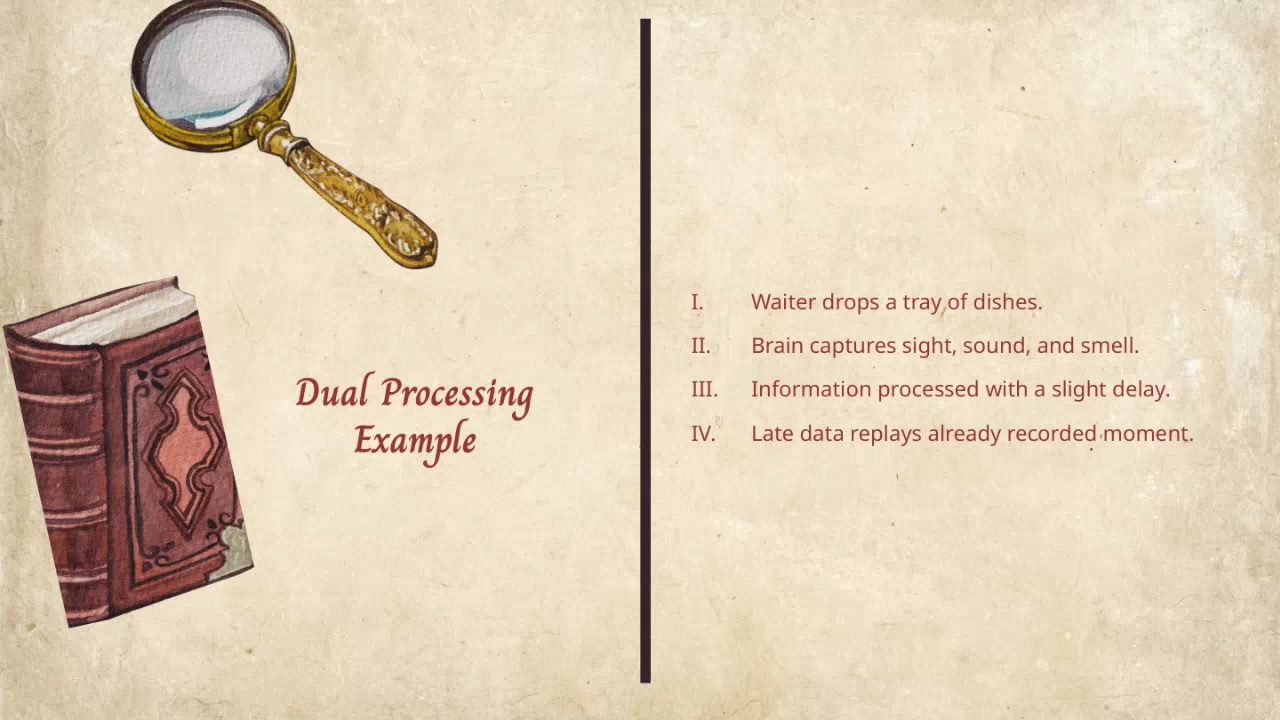 Dual Processing
Example
I. Waiter drops a tray of dishes.
II. Brain captures sight, sound, and smell.
III. Information processed with a slight delay.
IV. Late data replays already recorded moment.